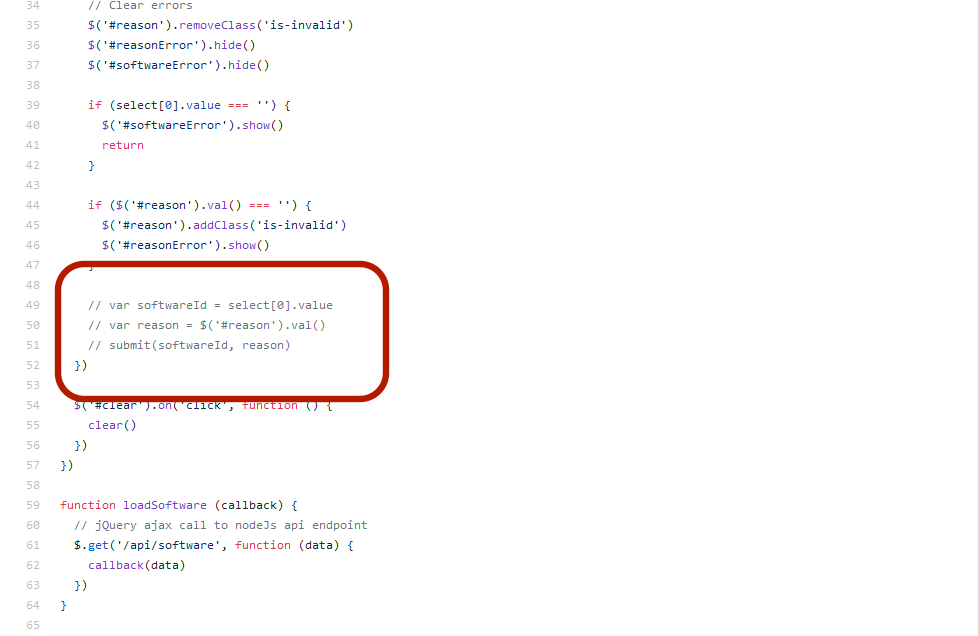 34 // Clear errors
35 $('#reason').removeClass('is-invalid')
36 $('#reasonError').hide()
37 $('#softwareError').hide()
38
39 if (select[0].value === '') {
40 $('#softwareError').show()
41 return
42 }
43
44 if ($('#reason').val() === '') {
45 $('#reason').addClass('is-invalid')
46 $('#reasonError').show()
47 }
48
49 // var softwareId = select[0].value
50 // var reason = $('#reason').val()
51 // submit(softwareId, reason)
52 })
53
54 $('#clear').on('click', function () {
55 clear()
56 })
57 })
58
59 function loadSoftware (callback) {
60 // jQuery ajax call to nodeJs api endpoint
61 $.get('/api/software', function (data) {
62 callback(data)
63 })
64 }
65